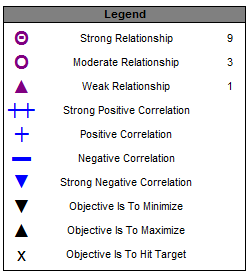 Legend
Strong Relationship 9
Moderate Relationship 3
Weak Relationship 1
Strong Positive Correlation
Positive Correlation
Negative Correlation
Strong Negative Correlation
Objective Is To Minimize
Objective Is To Maximize
x Objective Is To Hit Target